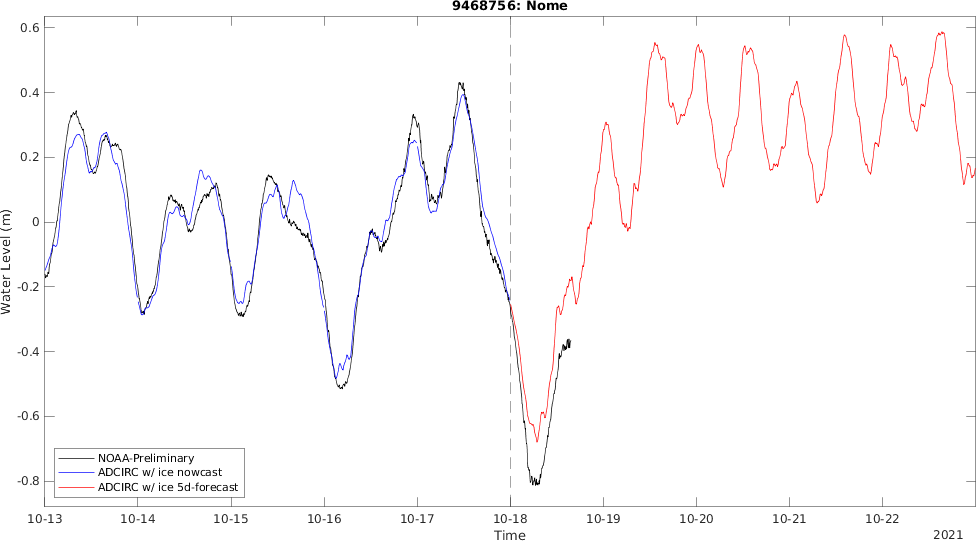 9468756: Nome
Water Level (m)
0.6
0.4
0.2
0
-0.2
-0.4
-0.6
-0.8
NOAA-Preliminary
ADCIRC w/ ice nowcast
ADCIRC w/ ice 5d-forecast
10-13 10-14 10-15 10-16 10-17 10-18 10-19 10-20 10-21 10-22
Time
2021